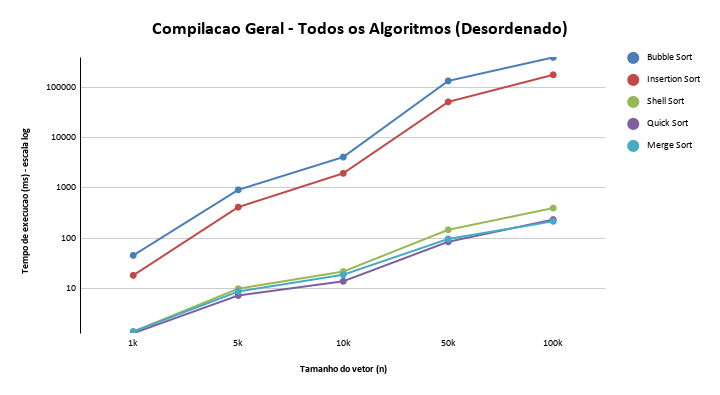 Compilacao Geral - Todos os Algoritmos (Desordenado)
Bubble Sort
Insertion Sort
Shell Sort
Quick Sort
Merge Sort
Tempo de execucao (ms) - escala log
100000
10000
1000
100
10
1k
5k
10k
50k
100k
Tamanho do vetor (n)